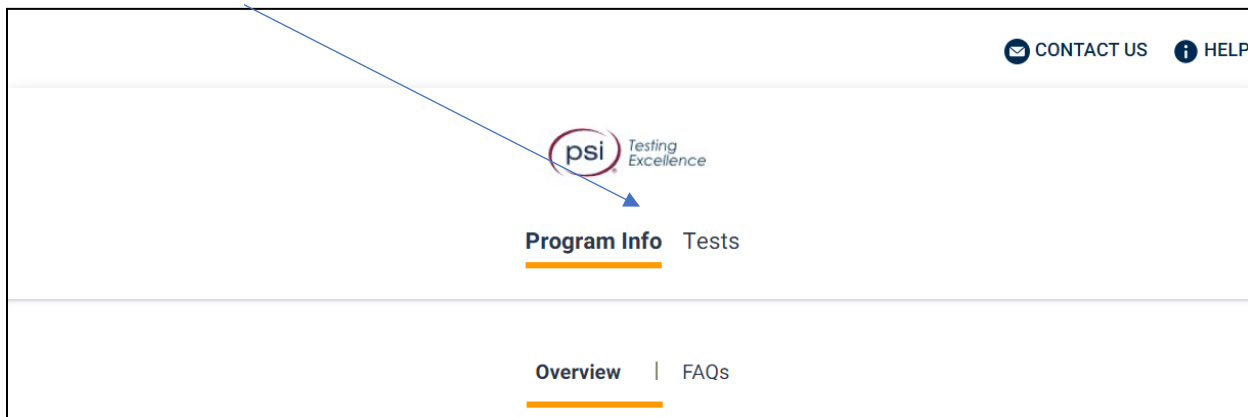 CONTACT US HELP
psi Testing
Excellence
Program Info Tests
Overview | FAQs